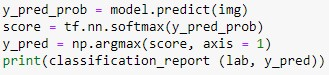 y_pred_prob = model.predict(img)
score = tf.nn.softmax(y_pred_prob)
y_pred = np.argmax(score, axis = 1)
print(classification_report (lab, y_pred))